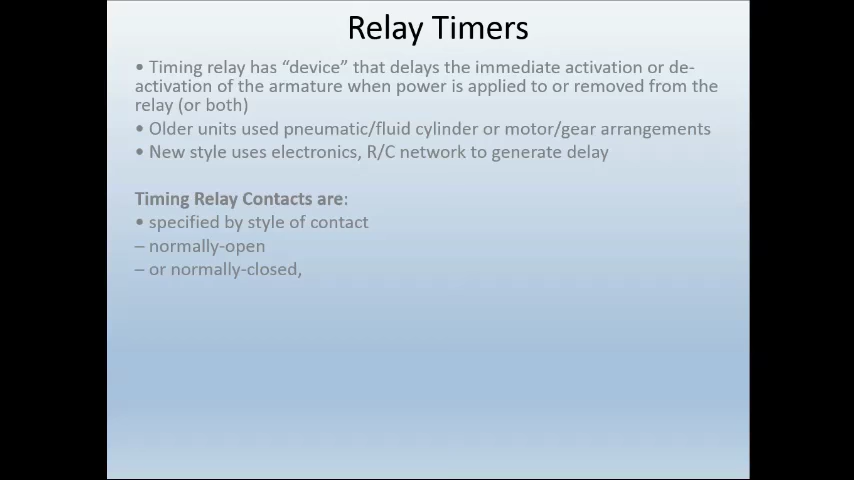 Relay Timers
• Timing relay has “device” that delays the immediate activation or de-
activation of the armature when power is applied to or removed from the
relay (or both)
• Older units used pneumatic/fluid cylinder or motor/gear arrangements
• New style uses electronics, R/C network to generate delay
Timing Relay Contacts are:
• specified by style of contact
– normally-open
– or normally-closed,